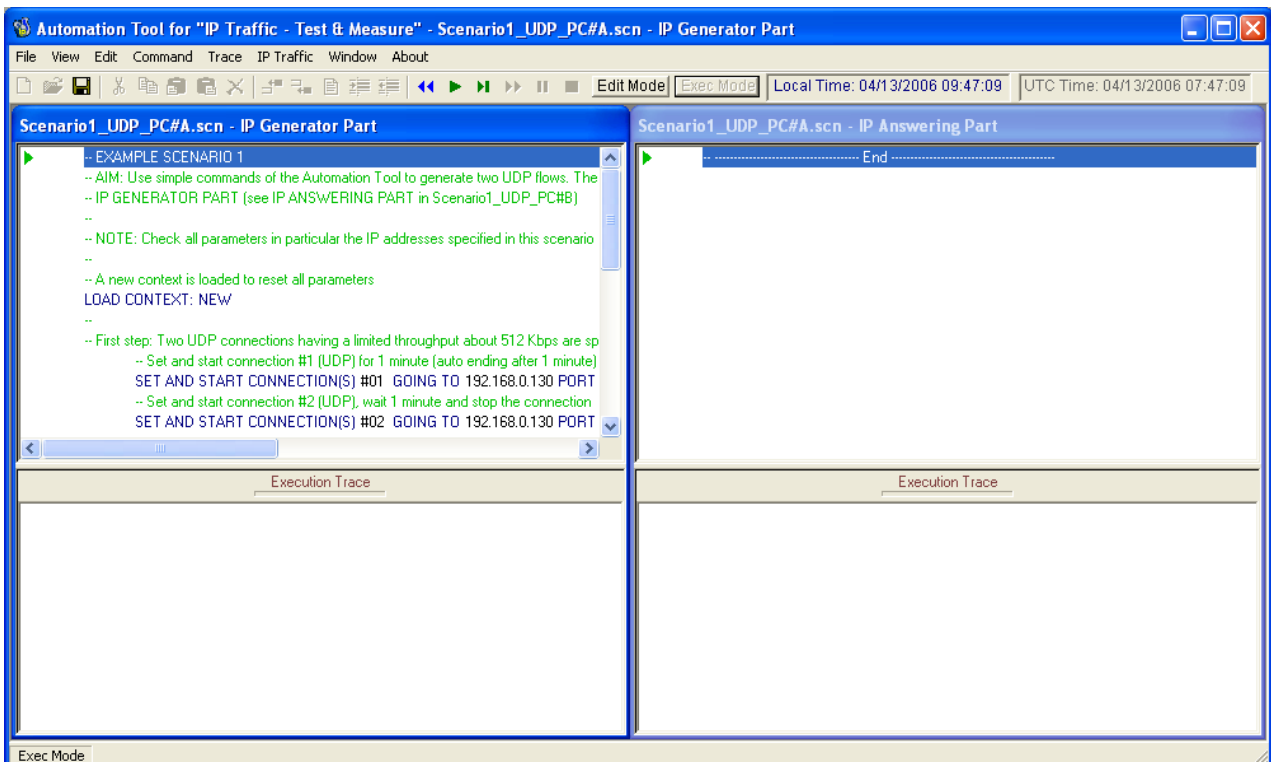 Automation Tool for "IP Traffic - Test & Measure" - Scenario1_UDP_PC#A.scn - IP Generator Part
File View Edit Command Trace IP Traffic Window About
Edit Mode Exec Mode Local Time: 04/13/2006 09:47:09 UTC Time: 04/13/2006 07:47:09
Scenario1_UDP_PC#A.scn - IP Generator Part
-- EXAMPLE SCENARIO 1
-- AIM: Use simple commands of the Automation Tool to generate two UDP flows. The
-- IP GENERATOR PART (see IP ANSWERING PART in Scenario1_UDP_PC#B)
--
-- NOTE: Check all parameters in particular the IP addresses specified in this scenario
--
-- A new context is loaded to reset all parameters
LOAD CONTEXT: NEW
--
-- First step: Two UDP connections having a limited throughput about 512 Kbps are sp
-- Set and start connection #1 (UDP) for 1 minute (auto ending after 1 minute)
SET AND START CONNECTION(S) #01 GOING TO 192.168.0.130 PORT
-- Set and start connection #2 (UDP), wait 1 minute and stop the connection
SET AND START CONNECTION(S) #02 GOING TO 192.168.0.130 PORT
Execution Trace
Scenario1_UDP_PC#A.scn - IP Answering Part
-- ------------------------------------ End ----------------------------------------
Execution Trace
Exec Mode